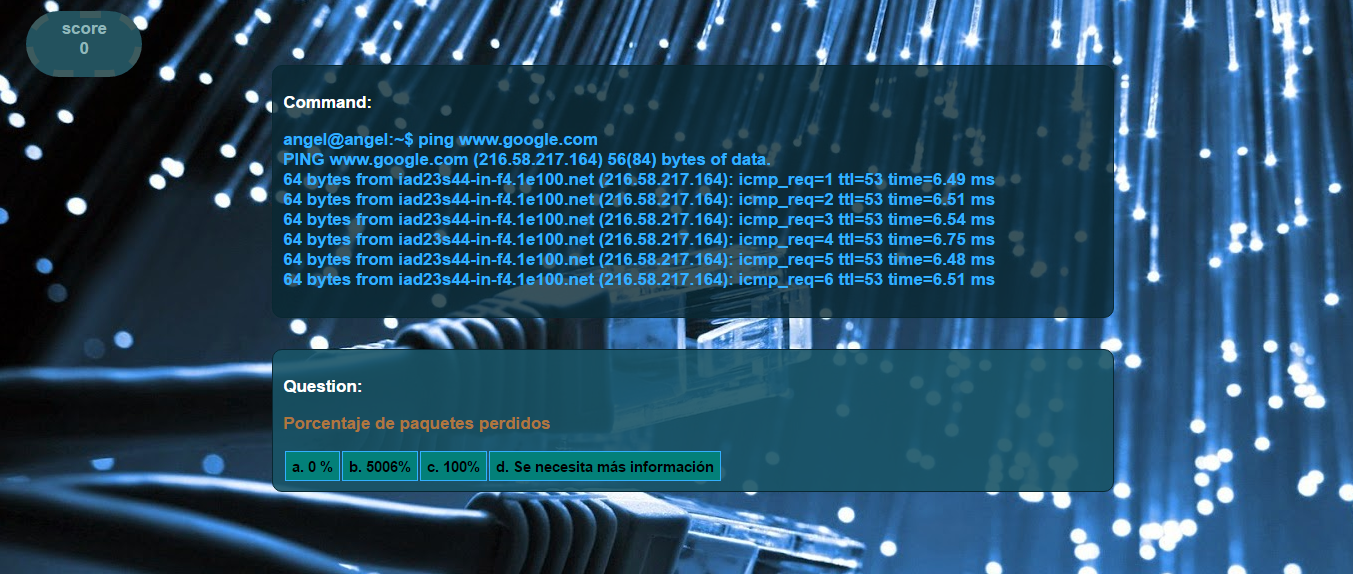 score
0
Command:
angel@angel:~$ ping www.google.com
PING www.google.com (216.58.217.164) 56(84) bytes of data.
64 bytes from iad23s44-in-f4.1e100.net (216.58.217.164): icmp_req=1 ttl=53 time=6.49 ms
64 bytes from iad23s44-in-f4.1e100.net (216.58.217.164): icmp_req=2 ttl=53 time=6.51 ms
64 bytes from iad23s44-in-f4.1e100.net (216.58.217.164): icmp_req=3 ttl=53 time=6.54 ms
64 bytes from iad23s44-in-f4.1e100.net (216.58.217.164): icmp_req=4 ttl=53 time=6.75 ms
64 bytes from iad23s44-in-f4.1e100.net (216.58.217.164): icmp_req=5 ttl=53 time=6.48 ms
64 bytes from iad23s44-in-f4.1e100.net (216.58.217.164): icmp_req=6 ttl=53 time=6.51 ms
Question:
Porcentaje de paquetes perdidos
a. 0 % b. 5006% c. 100% d. Se necesita más información